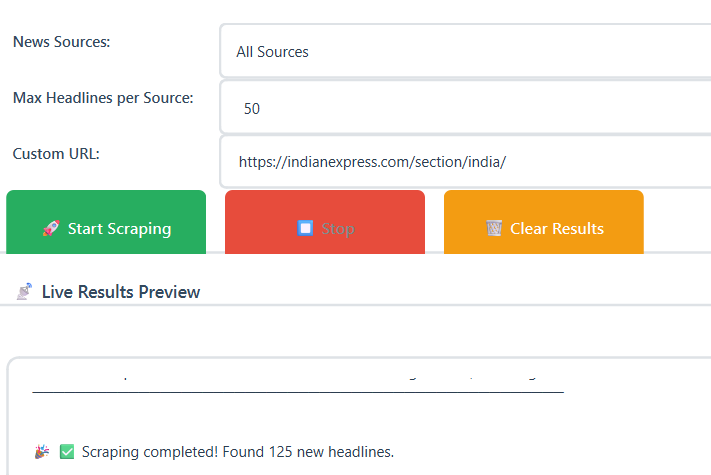 News Sources:
All Sources
Max Headlines per Source:
50
Custom URL:
https://indianexpress.com/section/india/
🚀 Start Scraping
⏹️ Stop
🗑️ Clear Results
📡 Live Results Preview
🎉 ✅ Scraping completed! Found 125 new headlines.